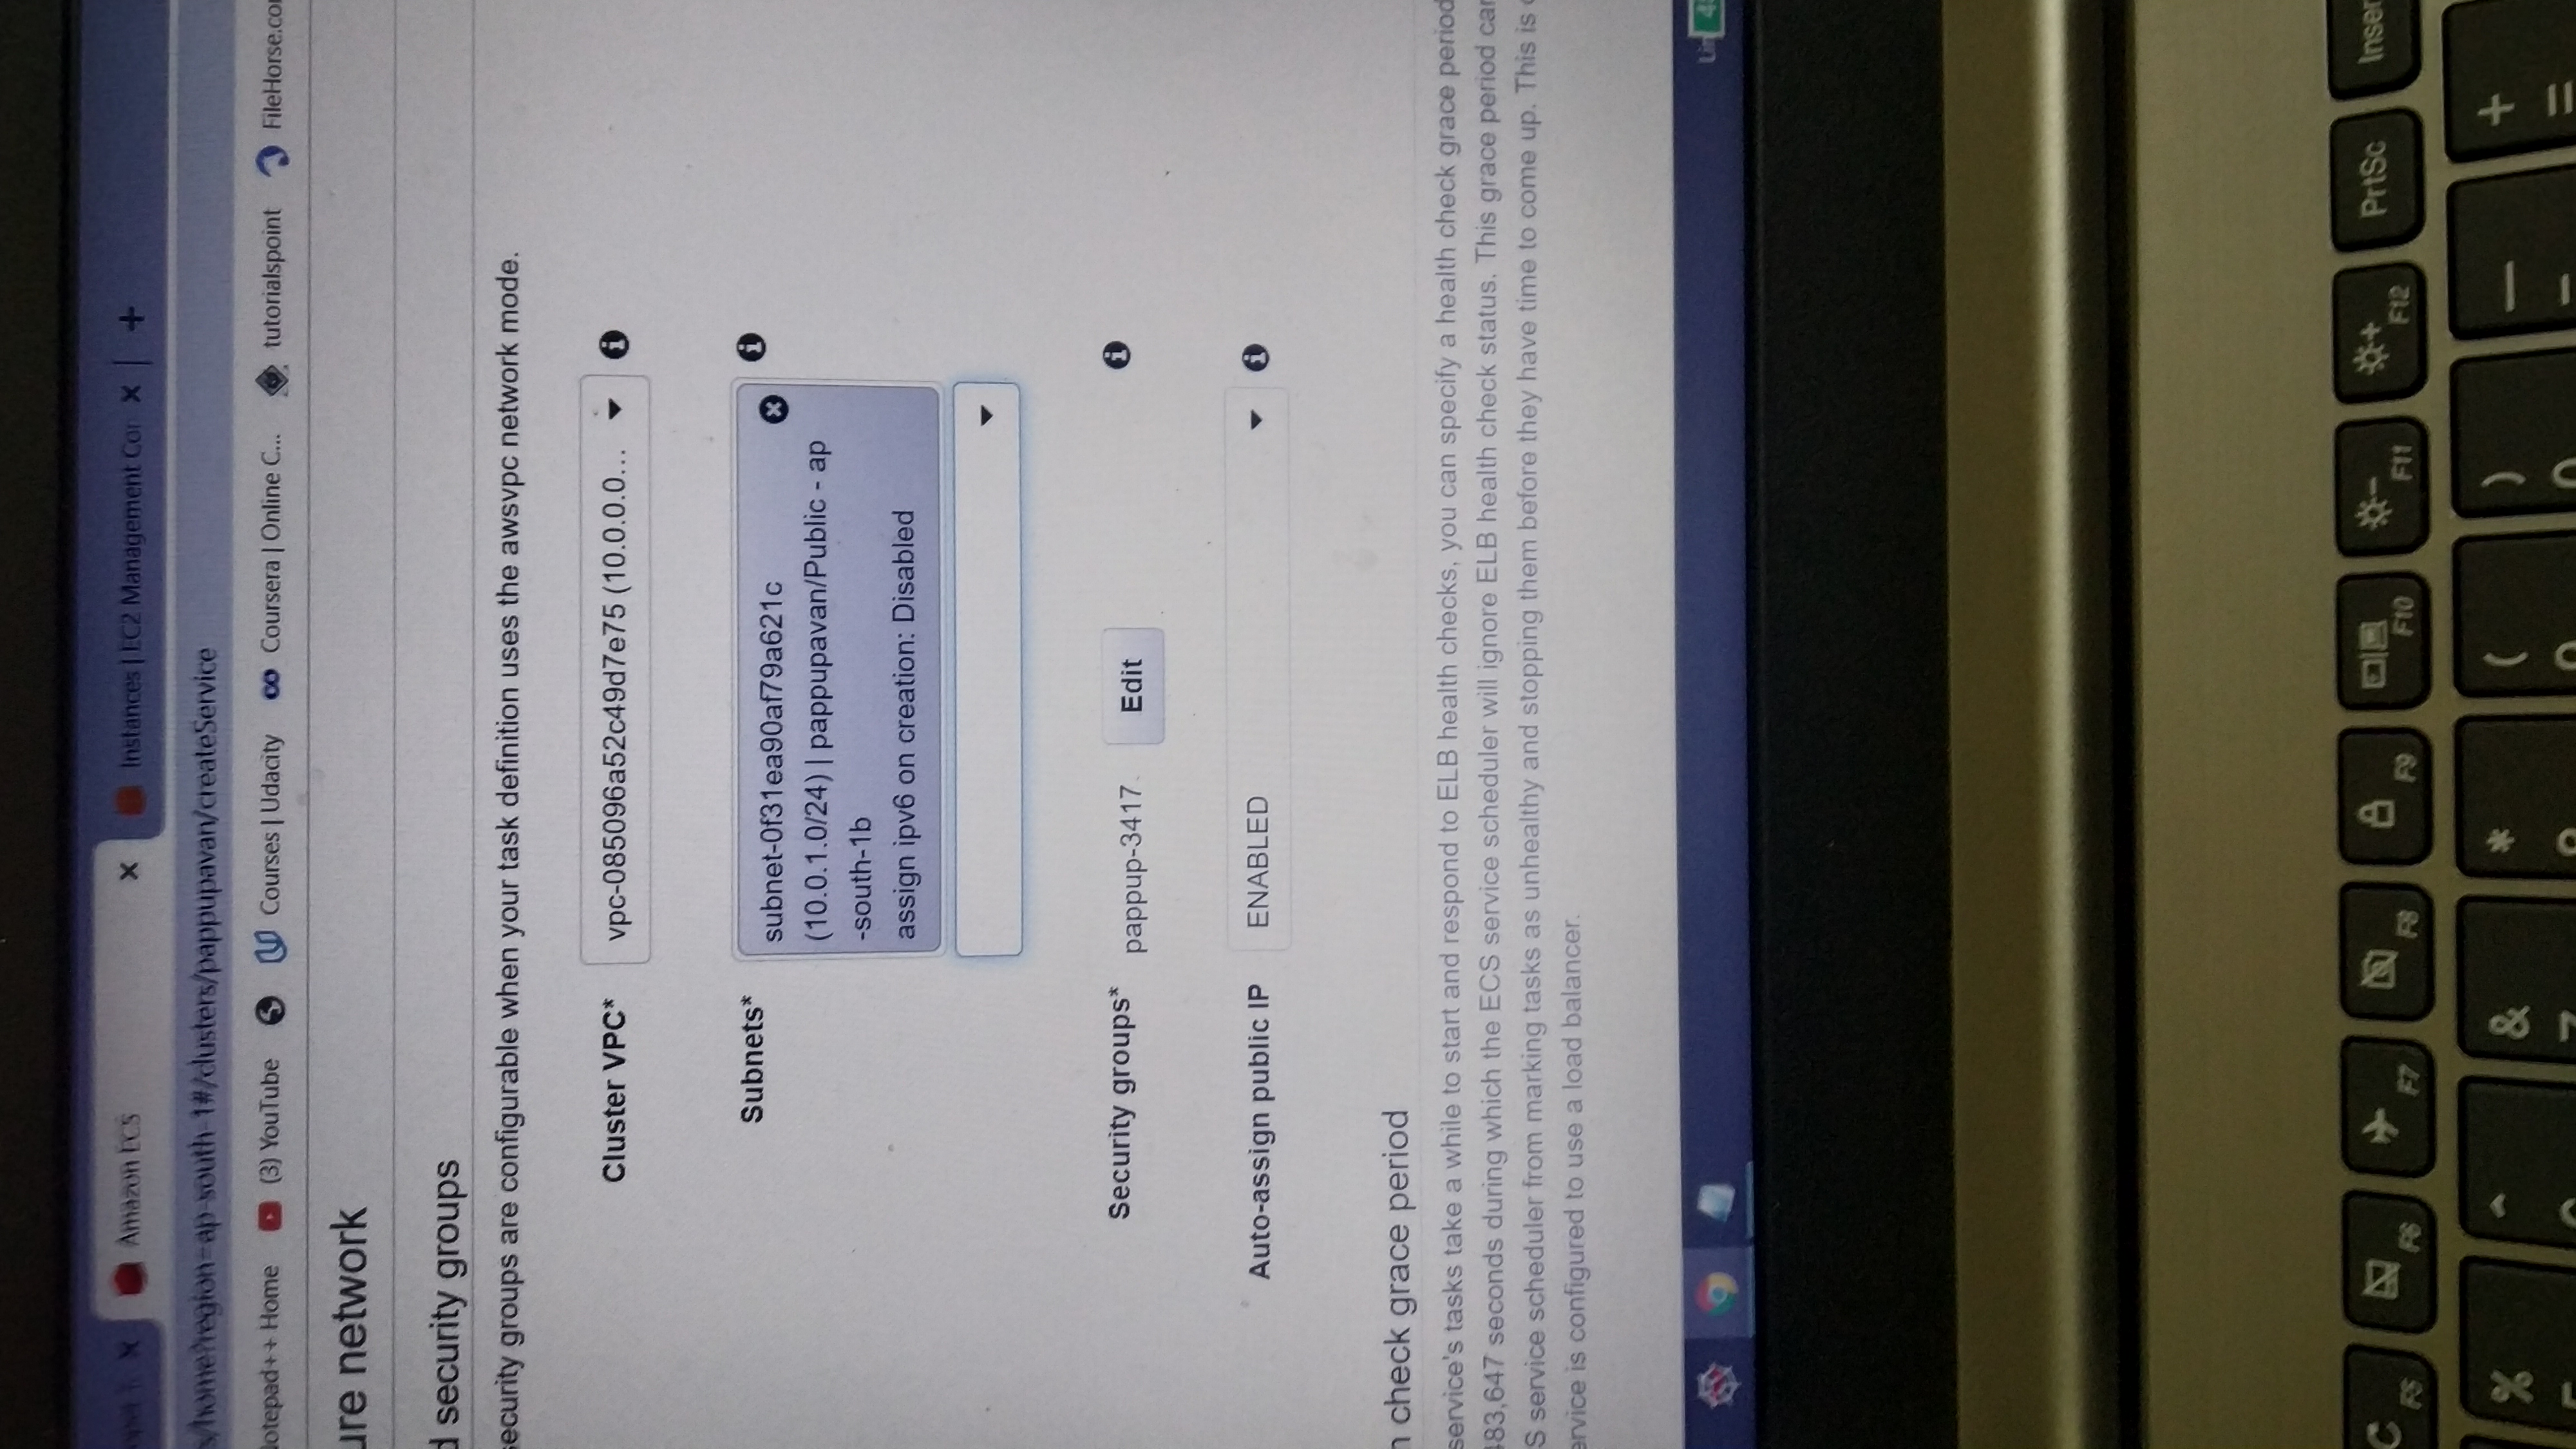 Amazon ECS
Instances | EC2 Management Con
s/home?region=ap-south-1#/clusters/pappupavan/createService
Notepad++ Home (3) YouTube Courses | Udacity Coursera | Online C... tutorialspoint FileHorse.co
ure network
d security groups
security groups are configurable when your task definition uses the awsvpc network mode.
Cluster VPC* vpc-085096a52c49d7e75 (10.0.0.0...
Subnets* subnet-0f31ea90af79a621c
(10.0.1.0/24) | pappupavan/Public - ap
-south-1b
assign ipv6 on creation: Disabled
Security groups* pappup-3417 Edit
Auto-assign public IP ENABLED
h check grace period
service's tasks take a while to start and respond to ELB health checks, you can specify a health check grace period
483,647 seconds during which the ECS service scheduler will ignore ELB health check status. This grace period can
S service scheduler from marking tasks as unhealthy and stopping them before they have time to come up. This is
ervice is configured to use a load balancer.
F5 F6 F7 F8 F9 F10 F11 F12 PrtSc Inser
% ^ & * ( ) — +
=